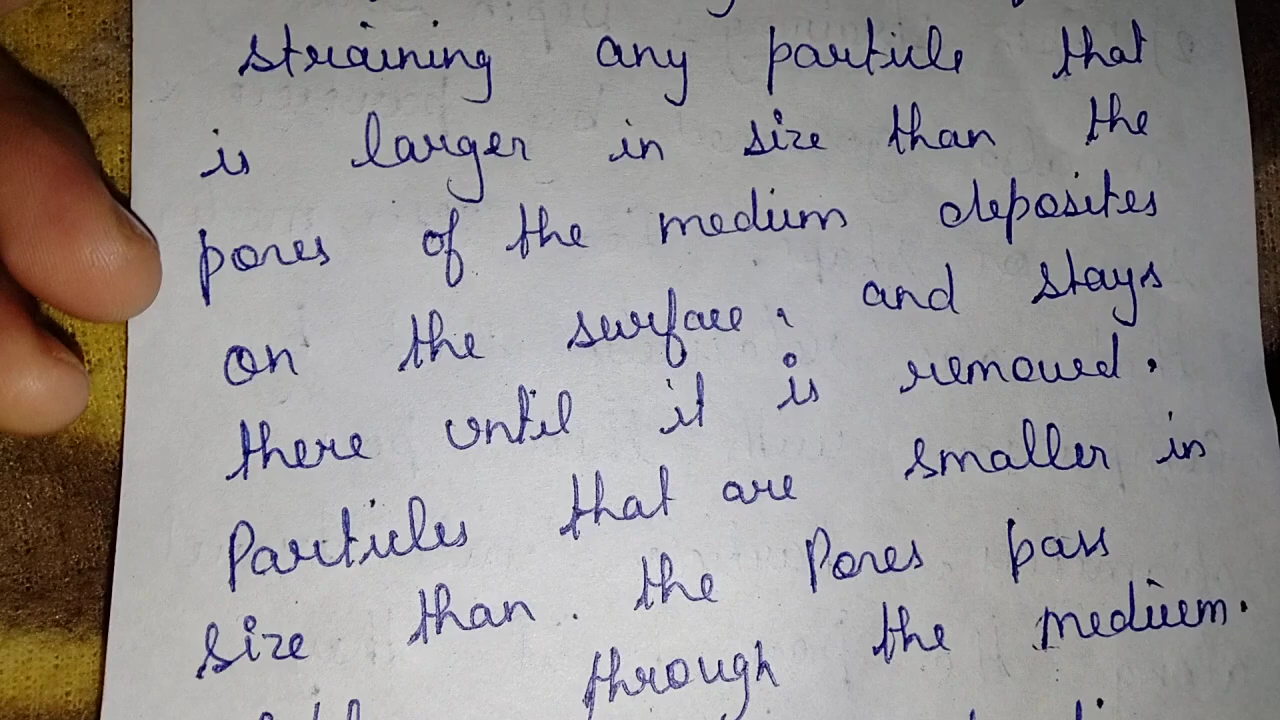 straining any particle that
is larger in size than the
pores of the medium deposites
on the surface, and stays
there until it is removed.
Particles that are smaller in
size than the Pores pass
through the medium.